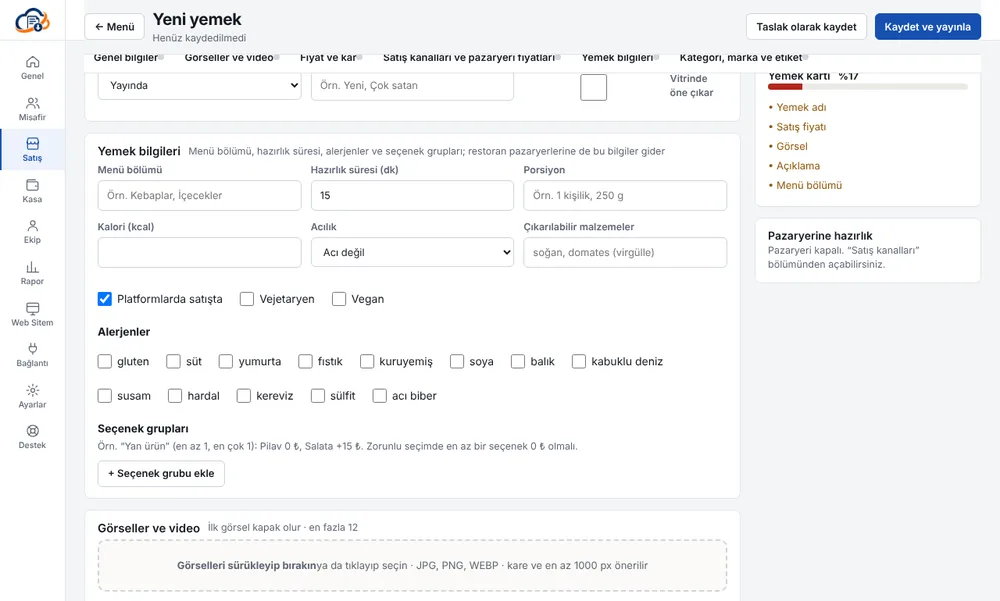 ← Menü
Yeni yemek
Henüz kaydedilmedi
Taslak olarak kaydet
Kaydet ve yayınla
Genel
Misafir
Satış
Kasa
Ekip
Rapor
Web Sitem
Bağlantı
Ayarlar
Destek
Genel bilgiler
Görseller ve video
Fiyat ve kar
Satış kanalları ve pazaryeri fiyatları
Yemek bilgileri
Kategori, marka ve etiket
Yayında
Örn. Yeni, Çok satan
Vitrinde
öne çıkar
Yemek bilgileri Menü bölümü, hazırlık süresi, alerjenler ve seçenek grupları; restoran pazaryerlerine de bu bilgiler gider
Menü bölümü
Hazırlık süresi (dk)
Porsiyon
Örn. Kebaplar, İçecekler
15
Örn. 1 kişilik, 250 g
Kalori (kcal)
Acılık
Çıkarılabilir malzemeler
Acı değil
soğan, domates (virgülle)
Platformlarda satışta
Vejetaryen
Vegan
Alerjenler
gluten
süt
yumurta
fıstık
kuruyemiş
soya
balık
kabuklu deniz
susam
hardal
kereviz
sülfit
acı biber
Seçenek grupları
Örn. “Yan ürün” (en az 1, en çok 1): Pilav 0 ₺, Salata +15 ₺. Zorunlu seçimde en az bir seçenek 0 ₺ olmalı.
+ Seçenek grubu ekle
Görseller ve video İlk görsel kapak olur · en fazla 12
Görselleri sürükleyip bırakınya da tıklayıp seçin · JPG, PNG, WEBP · kare ve en az 1000 px önerilir
Yemek kartı %17
• Yemek adı
• Satış fiyatı
• Görsel
• Açıklama
• Menü bölümü
Pazaryerine hazırlık
Pazaryeri kapalı. “Satış kanalları”
bölümünden açabilirsiniz.